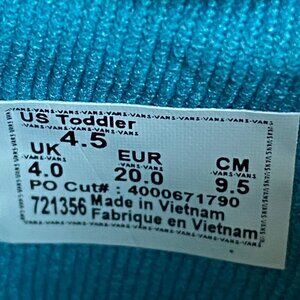 US Toddler
4.5
UK EUR CM
4.0 20.0 9.5
PO Cut# : 4000671790
721356 Made in Vietnam
Fabrique en Vietnam